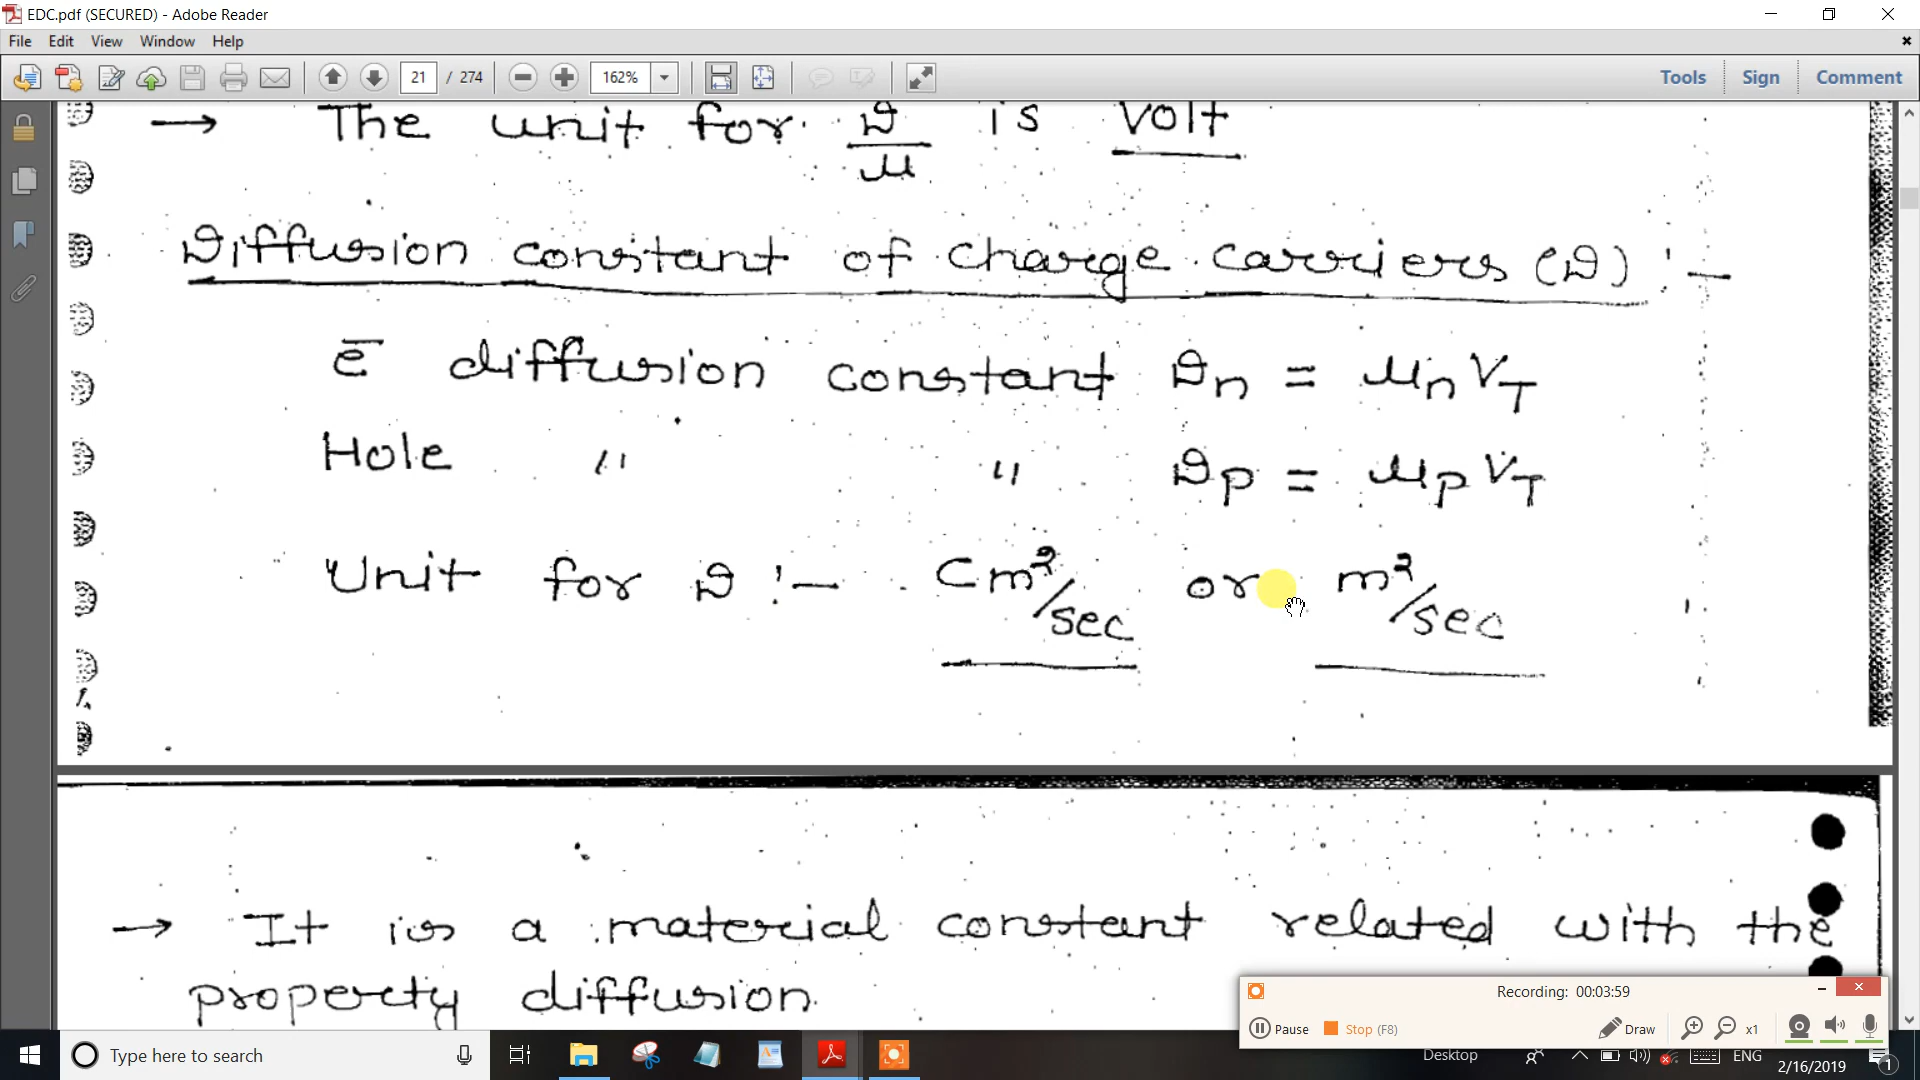 EDC.pdf (SECURED) - Adobe Reader
File Edit View Window Help
21 / 274 162% Tools Sign Comment
→ The unit for D/μ is Volt
Diffusion constant of charge carriers (D) :-
e̅ diffusion constant Dn = μn VT
Hole " " Dp = μp VT
Unit for D :- Cm²/sec or m²/sec
→ It is a material constant related with the
property diffusion.
Recording: 00:03:59
Pause Stop (F8) Draw x1
Type here to search
Desktop ENG
2/16/2019
1